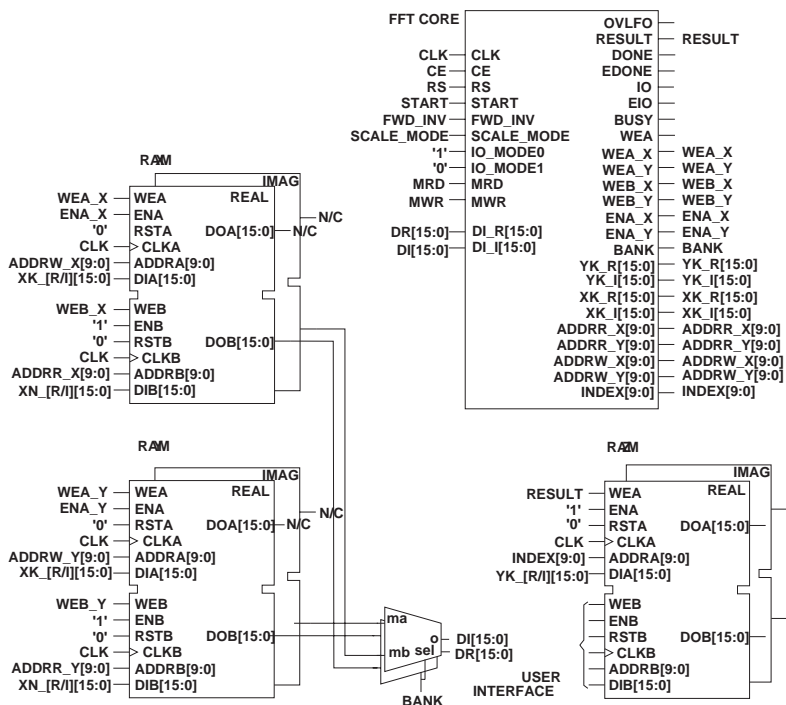 FFT CORE
OVLFO
RESULT RESULT
CLK CLK DONE
CE CE EDONE
RS RS IO
START START EIO
FWD_INV FWD_INV BUSY
SCALE_MODE SCALE_MODE WEA
'1' IO_MODE0 WEA_X WEA_X
'0' IO_MODE1 WEA_Y WEA_Y
MRD MRD WEB_X WEB_X
MWR MWR WEB_Y WEB_Y
ENA_X ENA_X
DR[15:0] DI_R[15:0] ENA_Y ENA_Y
DI[15:0] DI_I[15:0] BANK BANK
YK_R[15:0] YK_R[15:0]
YK_I[15:0] YK_I[15:0]
XK_R[15:0] XK_R[15:0]
XK_I[15:0] XK_I[15:0]
ADDRR_X[9:0] ADDRR_X[9:0]
ADDRR_Y[9:0] ADDRR_Y[9:0]
ADDRW_X[9:0] ADDRW_X[9:0]
ADDRW_Y[9:0] ADDRW_Y[9:0]
INDEX[9:0] INDEX[9:0]
RAM X
IMAG
WEA_X WEA REAL
ENA_X ENA N/C
'0' RSTA DOA[15:0] N/C
CLK CLKA
ADDRW_X[9:0] ADDRA[9:0]
XK_[R/I][15:0] DIA[15:0]
WEB_X WEB
'1' ENB
'0' RSTB DOB[15:0]
CLK CLKB
ADDRR_X[9:0] ADDRB[9:0]
XN_[R/I][15:0] DIB[15:0]
RAM Y
IMAG
WEA_Y WEA REAL
ENA_Y ENA N/C
'0' RSTA DOA[15:0] N/C
CLK CLKA
ADDRW_Y[9:0] ADDRA[9:0]
XK_[R/I][15:0] DIA[15:0]
WEB_Y WEB
'1' ENB
'0' RSTB DOB[15:0]
CLK CLKB
ADDRR_Y[9:0] ADDRB[9:0]
XN_[R/I][15:0] DIB[15:0]
ma
o DI[15:0]
mb sel DR[15:0]
BANK
RAM Z
IMAG
RESULT WEA REAL
'1' ENA
'0' RSTA DOA[15:0]
CLK CLKA
INDEX[9:0] ADDRA[9:0]
YK_[R/I][15:0] DIA[15:0]
WEB
ENB
RSTB DOB[15:0]
CLKB
ADDRB[9:0]
DIB[15:0]
USER
INTERFACE